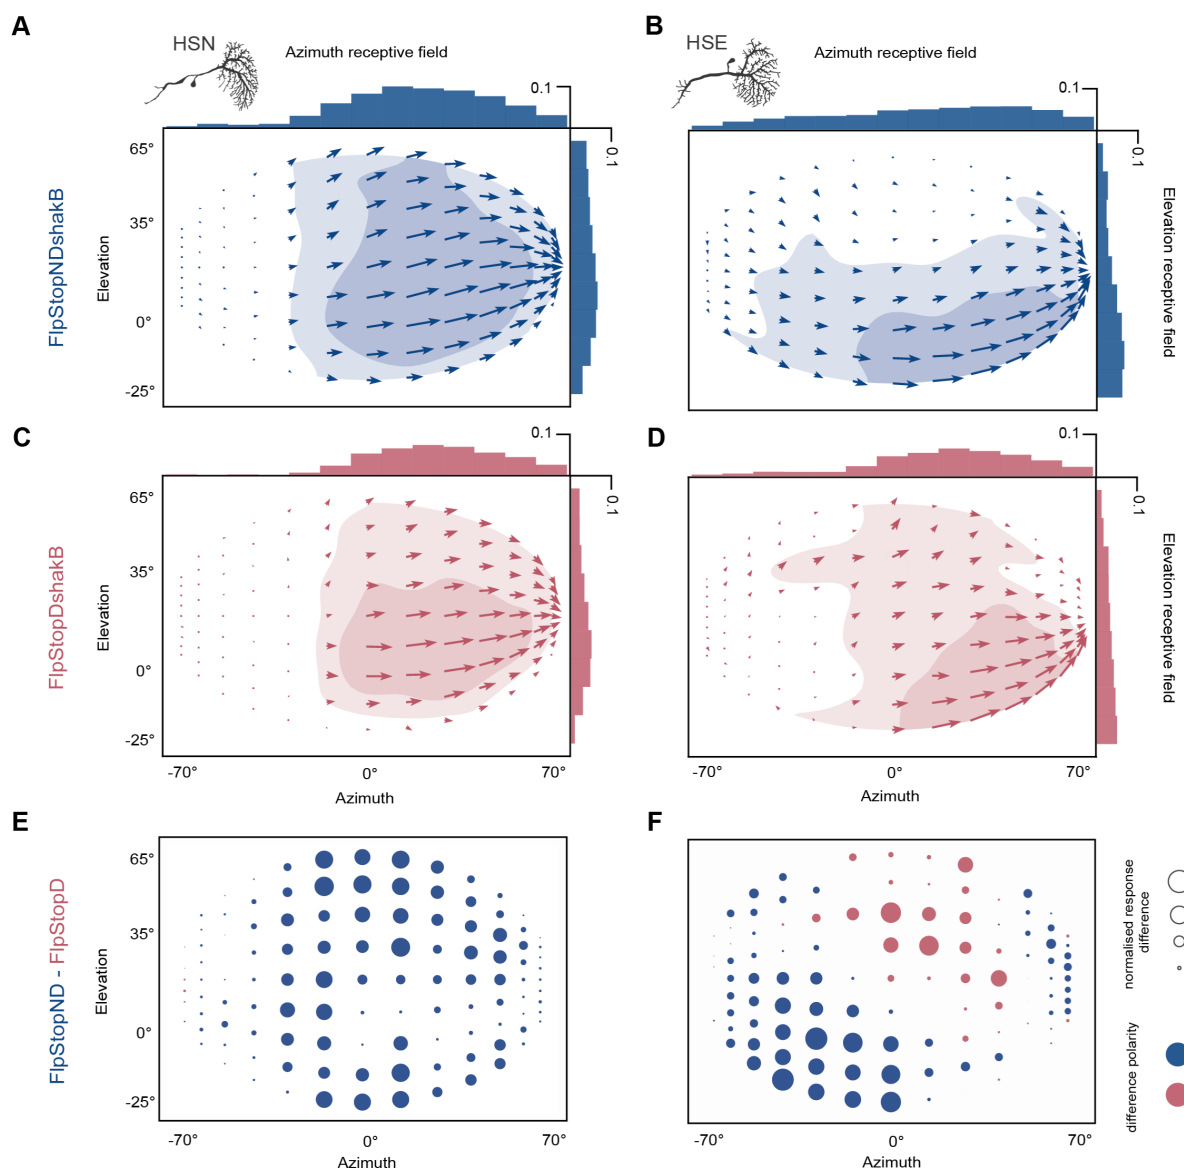 A
HSN
Azimuth receptive field
0.1
0.1
65°
35°
0°
-25°
Elevation
FlpStopNDshakB
B
HSE
Azimuth receptive field
0.1
0.1
Elevation receptive field
C
0.1
0.1
65°
35°
0°
-25°
Elevation
FlpStopDshakB
-70°
0°
70°
Azimuth
D
0.1
0.1
Elevation receptive field
-70°
0°
70°
Azimuth
E
65°
35°
0°
-25°
Elevation
FlpStopND - FlpStopD
-70°
0°
70°
Azimuth
F
-70°
0°
70°
Azimuth
normalised response
difference
difference polarity